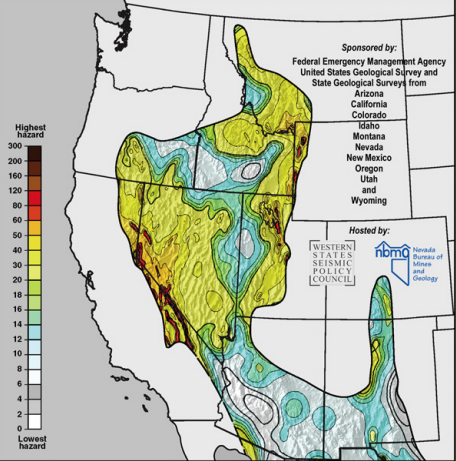 Sponsored by:
Federal Emergency Management Agency
United States Geological Survey and
State Geological Surveys from
Arizona
California
Colorado
Idaho
Montana
Nevada
New Mexico
Oregon
Utah
and
Wyoming
Hosted by:
WESTERN
STATES
SEISMIC
POLICY
COUNCIL
nbmg
Nevada
Bureau of
Mines
and
Geology
Highest
hazard
300
200
160
120
80
60
50
40
30
20
18
16
14
12
10
8
6
4
2
0
Lowest
hazard